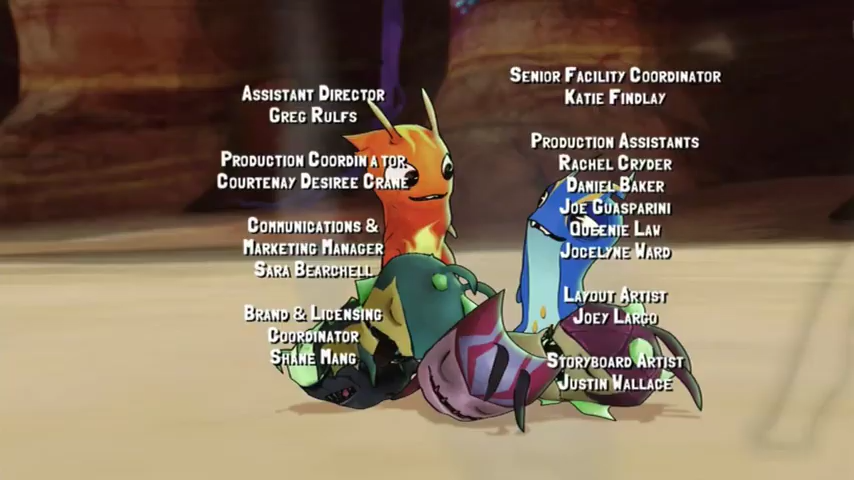 Assistant Director
Greg Rulfs
Production Coordinator
Courtenay Desiree Crane
Communications &
Marketing Manager
Sara Bearchell
Brand & Licensing
Coordinator
Shane Mang
Senior Facility Coordinator
Katie Findlay
Production Assistants
Rachel Cryder
Daniel Baker
Joe Guasparini
Queenie Law
Jocelyne Ward
Layout Artist
Joey Largo
Storyboard Artist
Justin Wallace